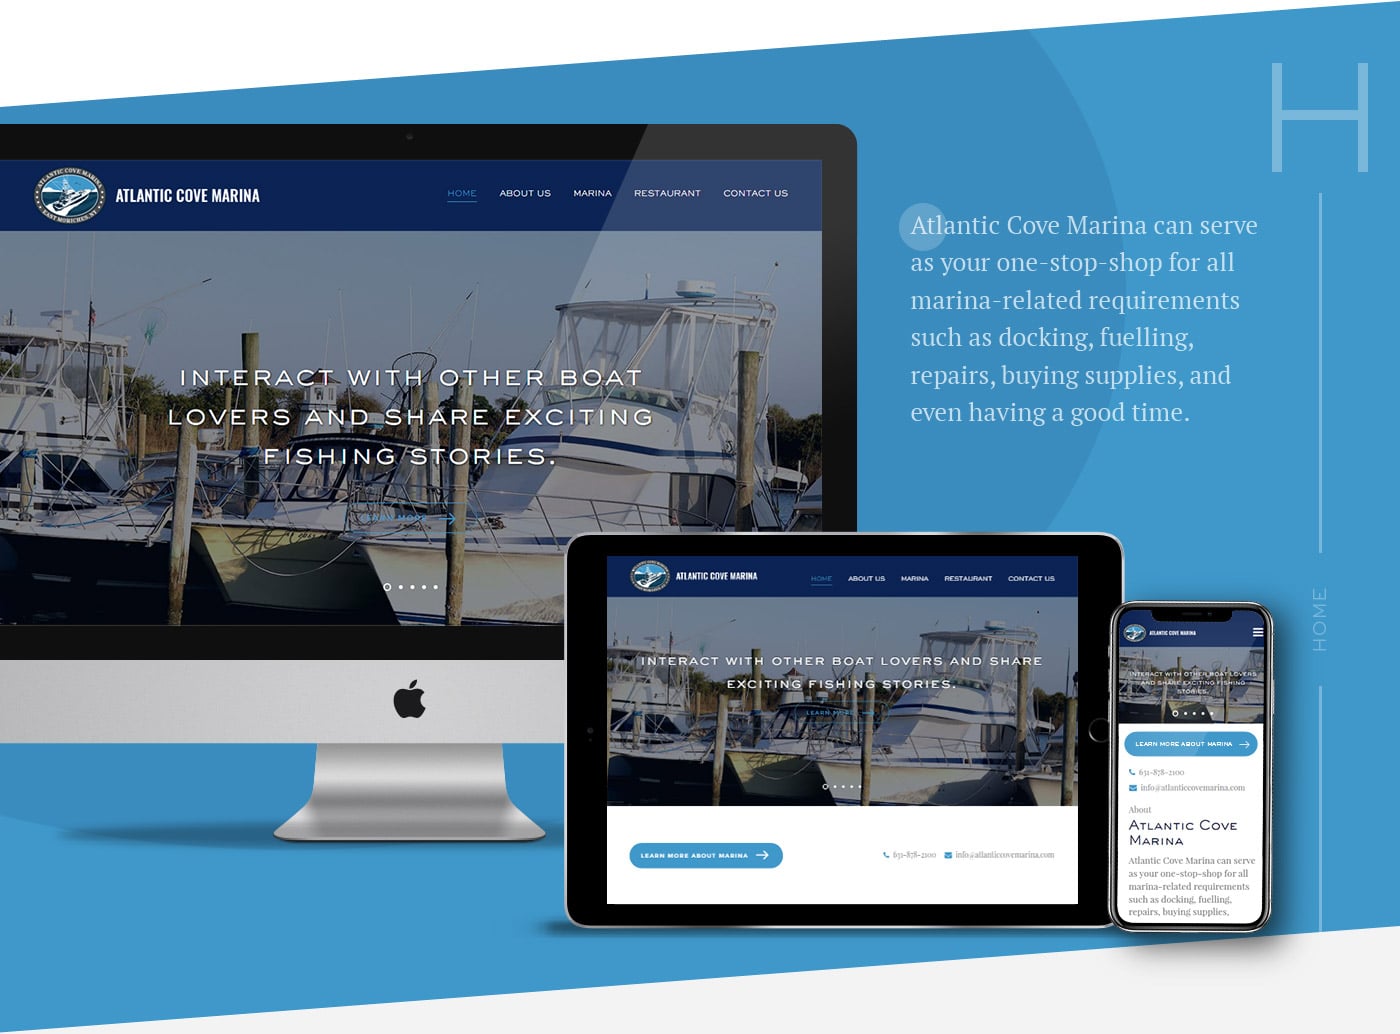 H
ATLANTIC COVE MARINA
EAST MORICHES, NY
ATLANTIC COVE MARINA
HOME ABOUT US MARINA RESTAURANT CONTACT US
INTERACT WITH OTHER BOAT
LOVERS AND SHARE EXCITING
FISHING STORIES.
LEARN MORE
Atlantic Cove Marina can serve
as your one-stop-shop for all
marina-related requirements
such as docking, fuelling,
repairs, buying supplies, and
even having a good time.
HOME
ATLANTIC COVE MARINA
HOME ABOUT US MARINA RESTAURANT CONTACT US
INTERACT WITH OTHER BOAT LOVERS AND SHARE
EXCITING FISHING STORIES.
LEARN MORE
LEARN MORE ABOUT MARINA
631-878-2100 info@atlanticcovemarina.com
ATLANTIC COVE MARINA
INTERACT WITH OTHER BOAT LOVERS
AND SHARE EXCITING FISHING
STORIES.
LEARN MORE ABOUT MARINA
631-878-2100
info@atlanticcovemarina.com
About
Atlantic Cove
Marina
Atlantic Cove Marina can serve
as your one-stop-shop for all
marina-related requirements
such as docking, fuelling,
repairs, buying supplies,